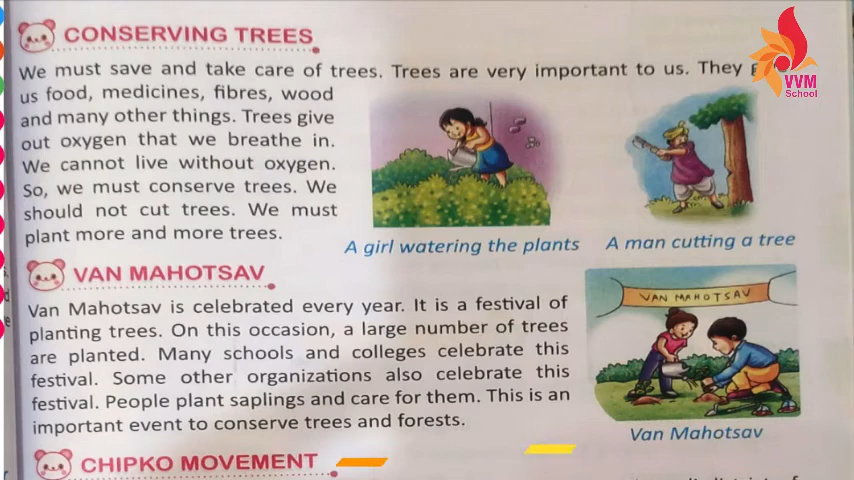 CONSERVING TREES
We must save and take care of trees. Trees are very important to us. They
us food, medicines, fibres, wood
and many other things. Trees give
out oxygen that we breathe in.
We cannot live without oxygen.
So, we must conserve trees. We
should not cut trees. We must
plant more and more trees.
A girl watering the plants
A man cutting a tree
VAN MAHOTSAV
Van Mahotsav is celebrated every year. It is a festival of
planting trees. On this occasion, a large number of trees
are planted. Many schools and colleges celebrate this
festival. Some other organizations also celebrate this
festival. People plant saplings and care for them. This is an
important event to conserve trees and forests.
VAN MAHOTSAV
Van Mahotsav
CHIPKO MOVEMENT
VVM
School